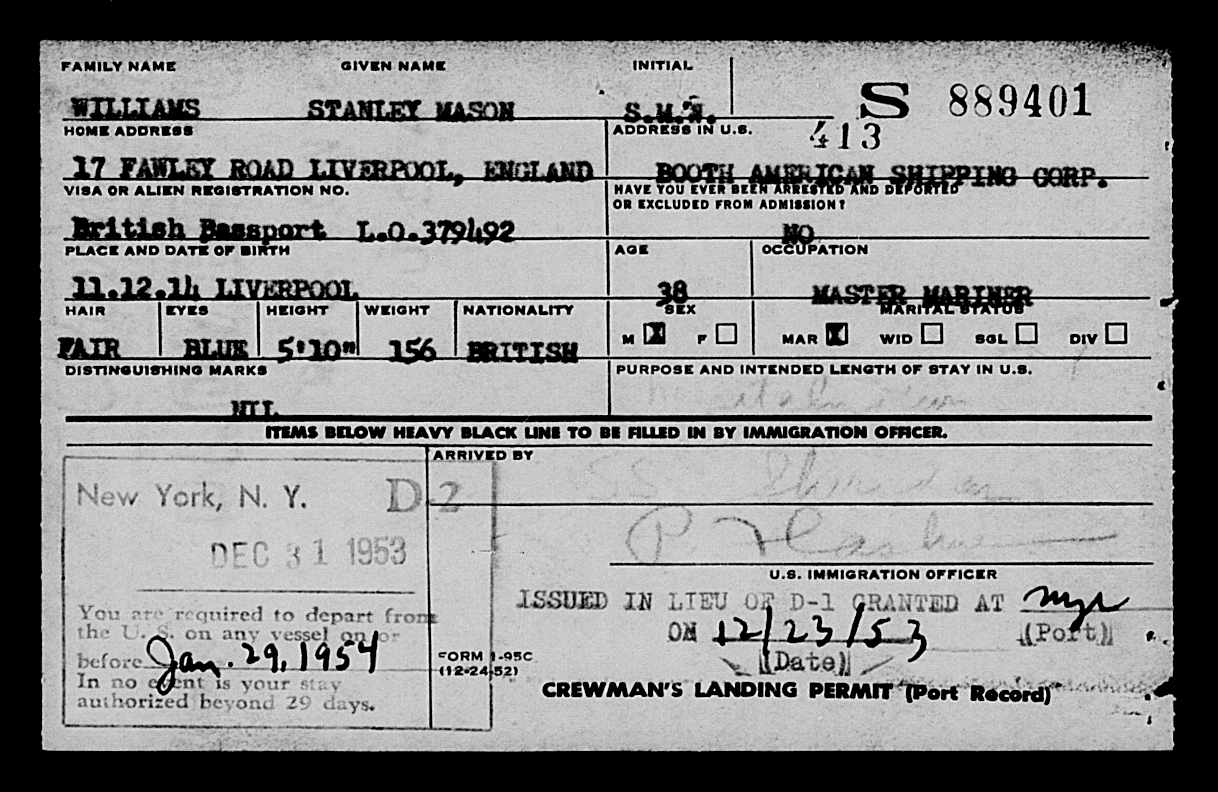 FAMILY NAME GIVEN NAME INITIAL
WILLIAMS STANLEY MASON S.M.W. S 889401
HOME ADDRESS ADDRESS IN U.S. 413
17 FAWLEY ROAD LIVERPOOL, ENGLAND BOOTH AMERICAN SHIPPING CORP.
VISA OR ALIEN REGISTRATION NO. HAVE YOU EVER BEEN ARRESTED AND DEPORTED
OR EXCLUDED FROM ADMISSION?
British Passport L.O.379492 NO
PLACE AND DATE OF BIRTH AGE OCCUPATION
11.12.14 LIVERPOOL 38 MASTER MARINER
HAIR EYES HEIGHT WEIGHT NATIONALITY SEX MARITAL STATUS
M X F MAR X WID SGL DIV
FAIR BLUE 5'10" 156 BRITISH
DISTINGUISHING MARKS PURPOSE AND INTENDED LENGTH OF STAY IN U.S.
NIL
ITEMS BELOW HEAVY BLACK LINE TO BE FILLED IN BY IMMIGRATION OFFICER.
ARRIVED BY
New York, N. Y. D-2 SS
DEC 31 1953 P.
U.S. IMMIGRATION OFFICER
ISSUED IN LIEU OF D-1 GRANTED AT nyc
You are required to depart from
the U. S. on any vessel on or ON 12/23/53 (Port)
before Jan. 29, 1954 FORM I-95C (Date)
(12-24-52)
In no event is your stay
authorized beyond 29 days. CREWMAN'S LANDING PERMIT (Port Record)